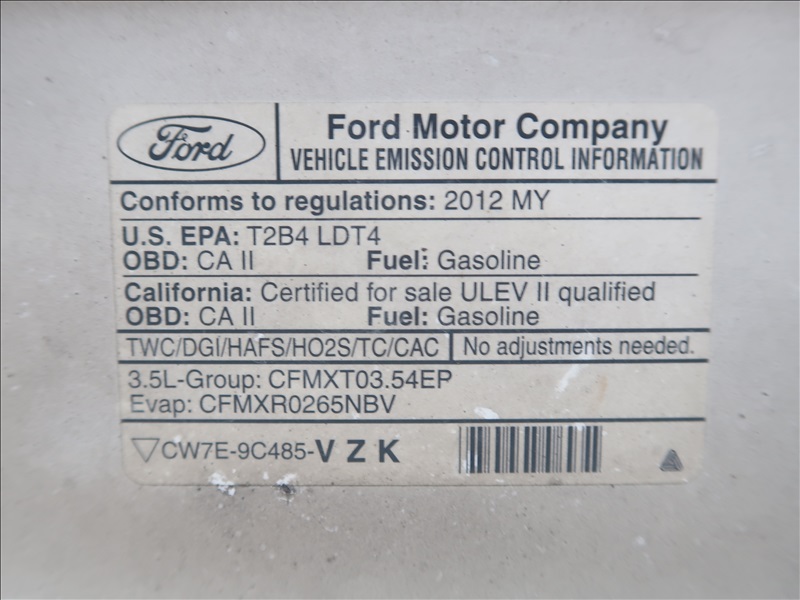 Ford
Ford Motor Company
VEHICLE EMISSION CONTROL INFORMATION
Conforms to regulations: 2012 MY
U.S. EPA: T2B4 LDT4
OBD: CA II Fuel: Gasoline
California: Certified for sale ULEV II qualified
OBD: CA II Fuel: Gasoline
TWC/DGI/HAFS/HO2S/TC/CAC No adjustments needed.
3.5L-Group: CFMXT03.54EP
Evap: CFMXR0265NBV
▽CW7E-9C485-V Z K